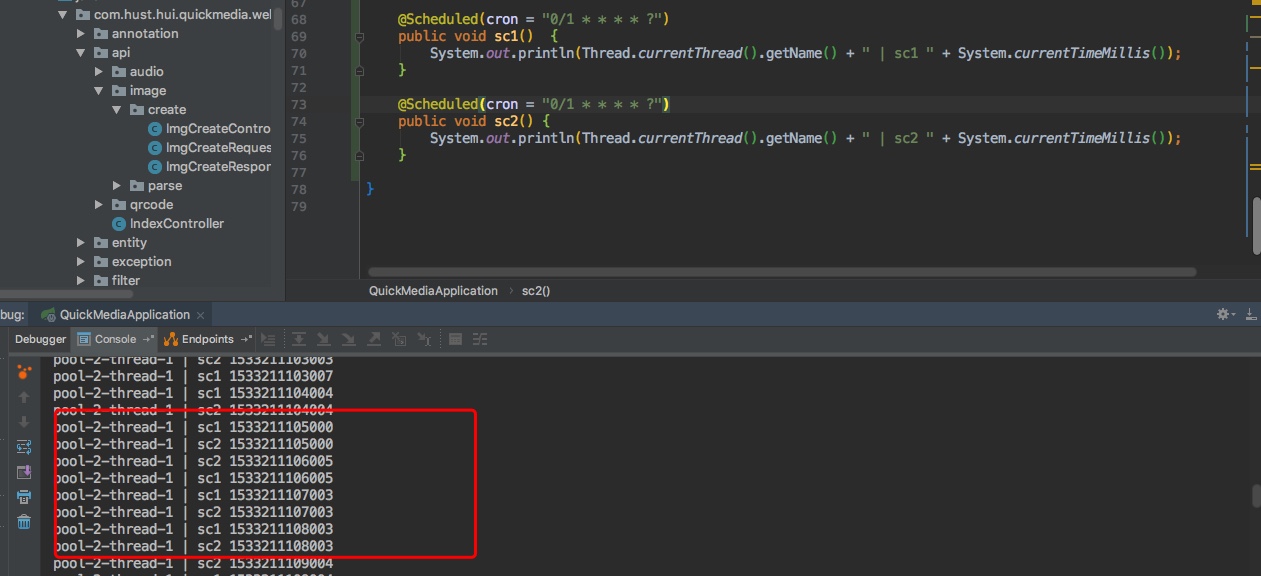 com.hust.hui.quickmedia.wel
annotation
api
audio
image
create
ImgCreateContro
ImgCreateReques
ImgCreateRespor
parse
qrcode
IndexController
entity
exception
filter
67
68 @Scheduled(cron = "0/1 * * * * ?")
69 public void sc1()  {
70 System.out.println(Thread.currentThread().getName() + " | sc1 " + System.currentTimeMillis());
71 }
72
73 @Scheduled(cron = "0/1 * * * * ?")
74 public void sc2() {
75 System.out.println(Thread.currentThread().getName() + " | sc2 " + System.currentTimeMillis());
76 }
77
78 }
79
QuickMediaApplication › sc2()
bug: QuickMediaApplication ×
Debugger Console Endpoints
pool-2-thread-1 | sc2 1533211103003
pool-2-thread-1 | sc1 1533211103007
pool-2-thread-1 | sc1 1533211104004
pool-2-thread-1 | sc2 1533211104004
pool-2-thread-1 | sc1 1533211105000
pool-2-thread-1 | sc2 1533211105000
pool-2-thread-1 | sc2 1533211106005
pool-2-thread-1 | sc1 1533211106005
pool-2-thread-1 | sc1 1533211107003
pool-2-thread-1 | sc2 1533211107003
pool-2-thread-1 | sc1 1533211108003
pool-2-thread-1 | sc2 1533211108003
pool-2-thread-1 | sc2 1533211109004